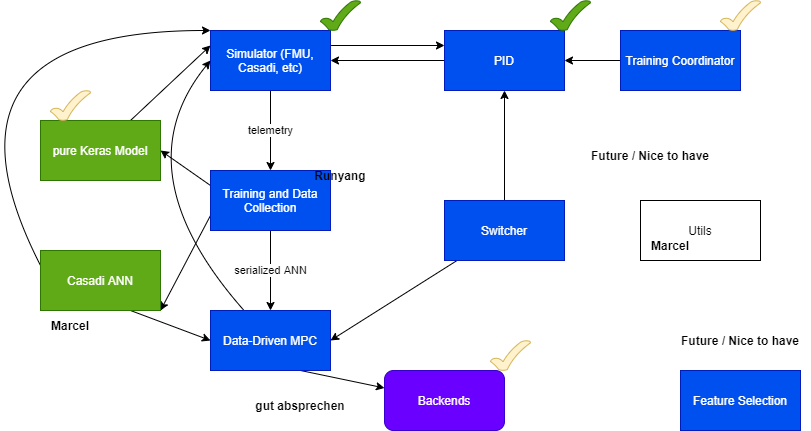 Simulator (FMU,
Casadi, etc)
PID
Training Coordinator
telemetry
pure Keras Model
Future / Nice to have
Runyang
Training and Data
Collection
Switcher
Utils
Marcel
serialized ANN
Casadi ANN
Marcel
Data-Driven MPC
Future / Nice to have
gut absprechen
Backends
Feature Selection